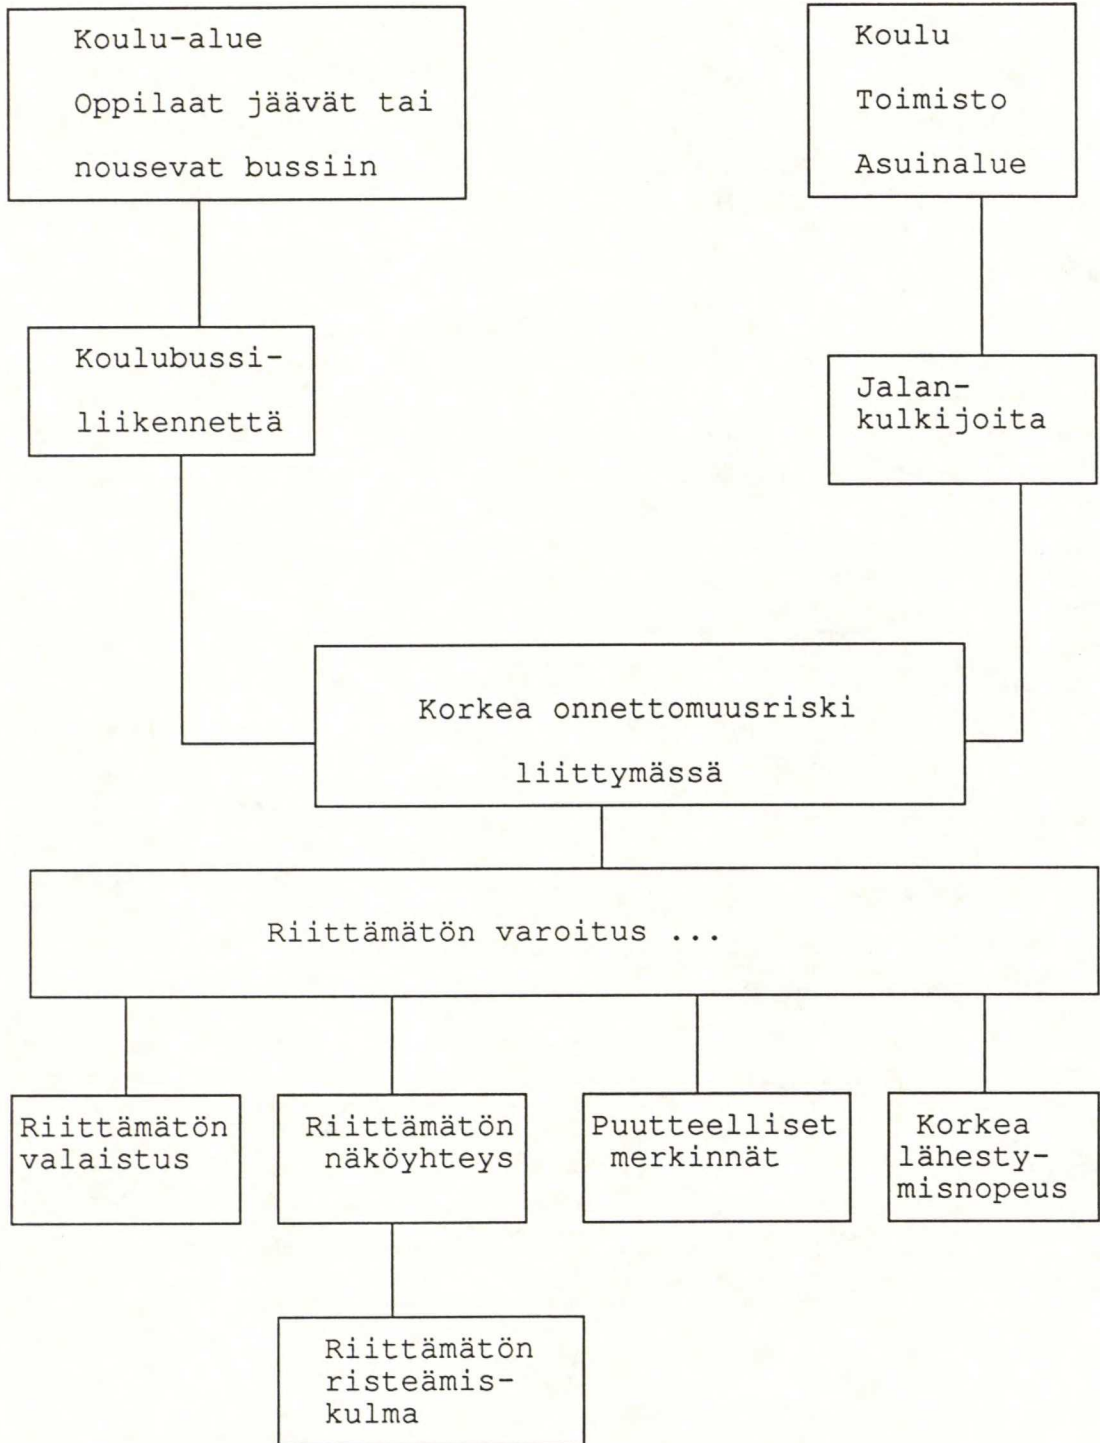 Koulu-alue
Oppilaat jäävät tai
nousevat bussiin
Koulu
Toimisto
Asuinalue
Koulubussi-
liikennettä
Jalan-
kulkijoita
Korkea onnettomuusriski
liittymässä
Riittämätön varoitus ...
Riittämätön
valaistus
Riittämätön
näköyhteys
Puutteelliset
merkinnät
Korkea
lähesty-
misnopeus
Riittämätön
risteämis-
kulma